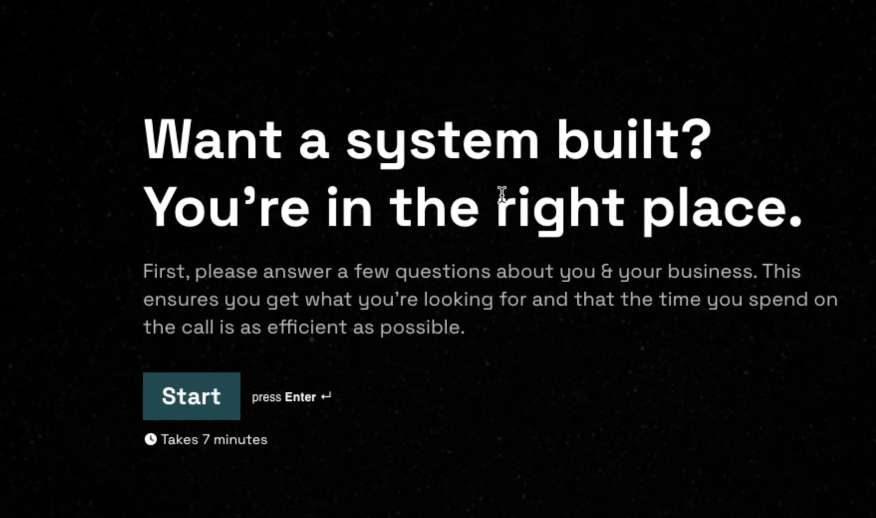 Want a system built?
You're in the right place.
First, please answer a few questions about you & your business. This
ensures you get what you're looking for and that the time you spend on
the call is as efficient as possible.
Start press Enter ↵
Takes 7 minutes